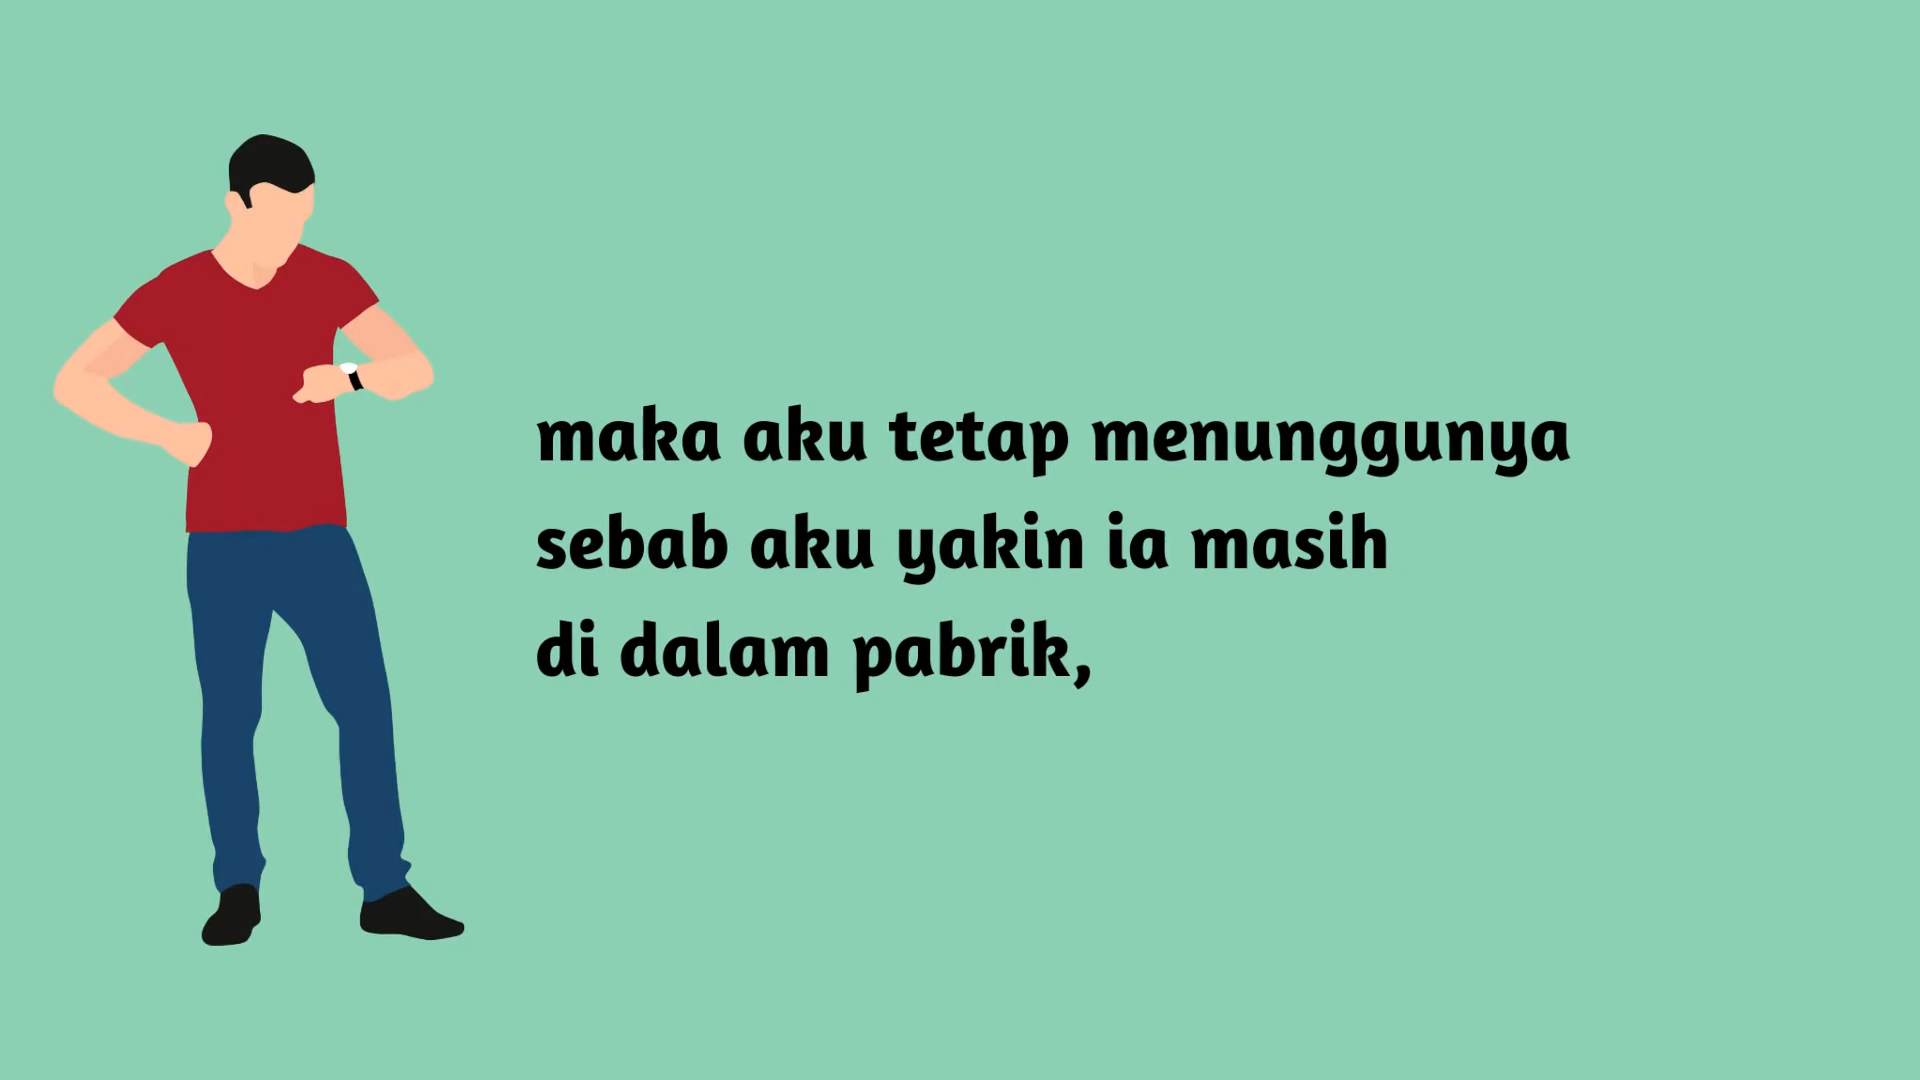 maka aku tetap menunggunya
sebab aku yakin ia masih
di dalam pabrik,